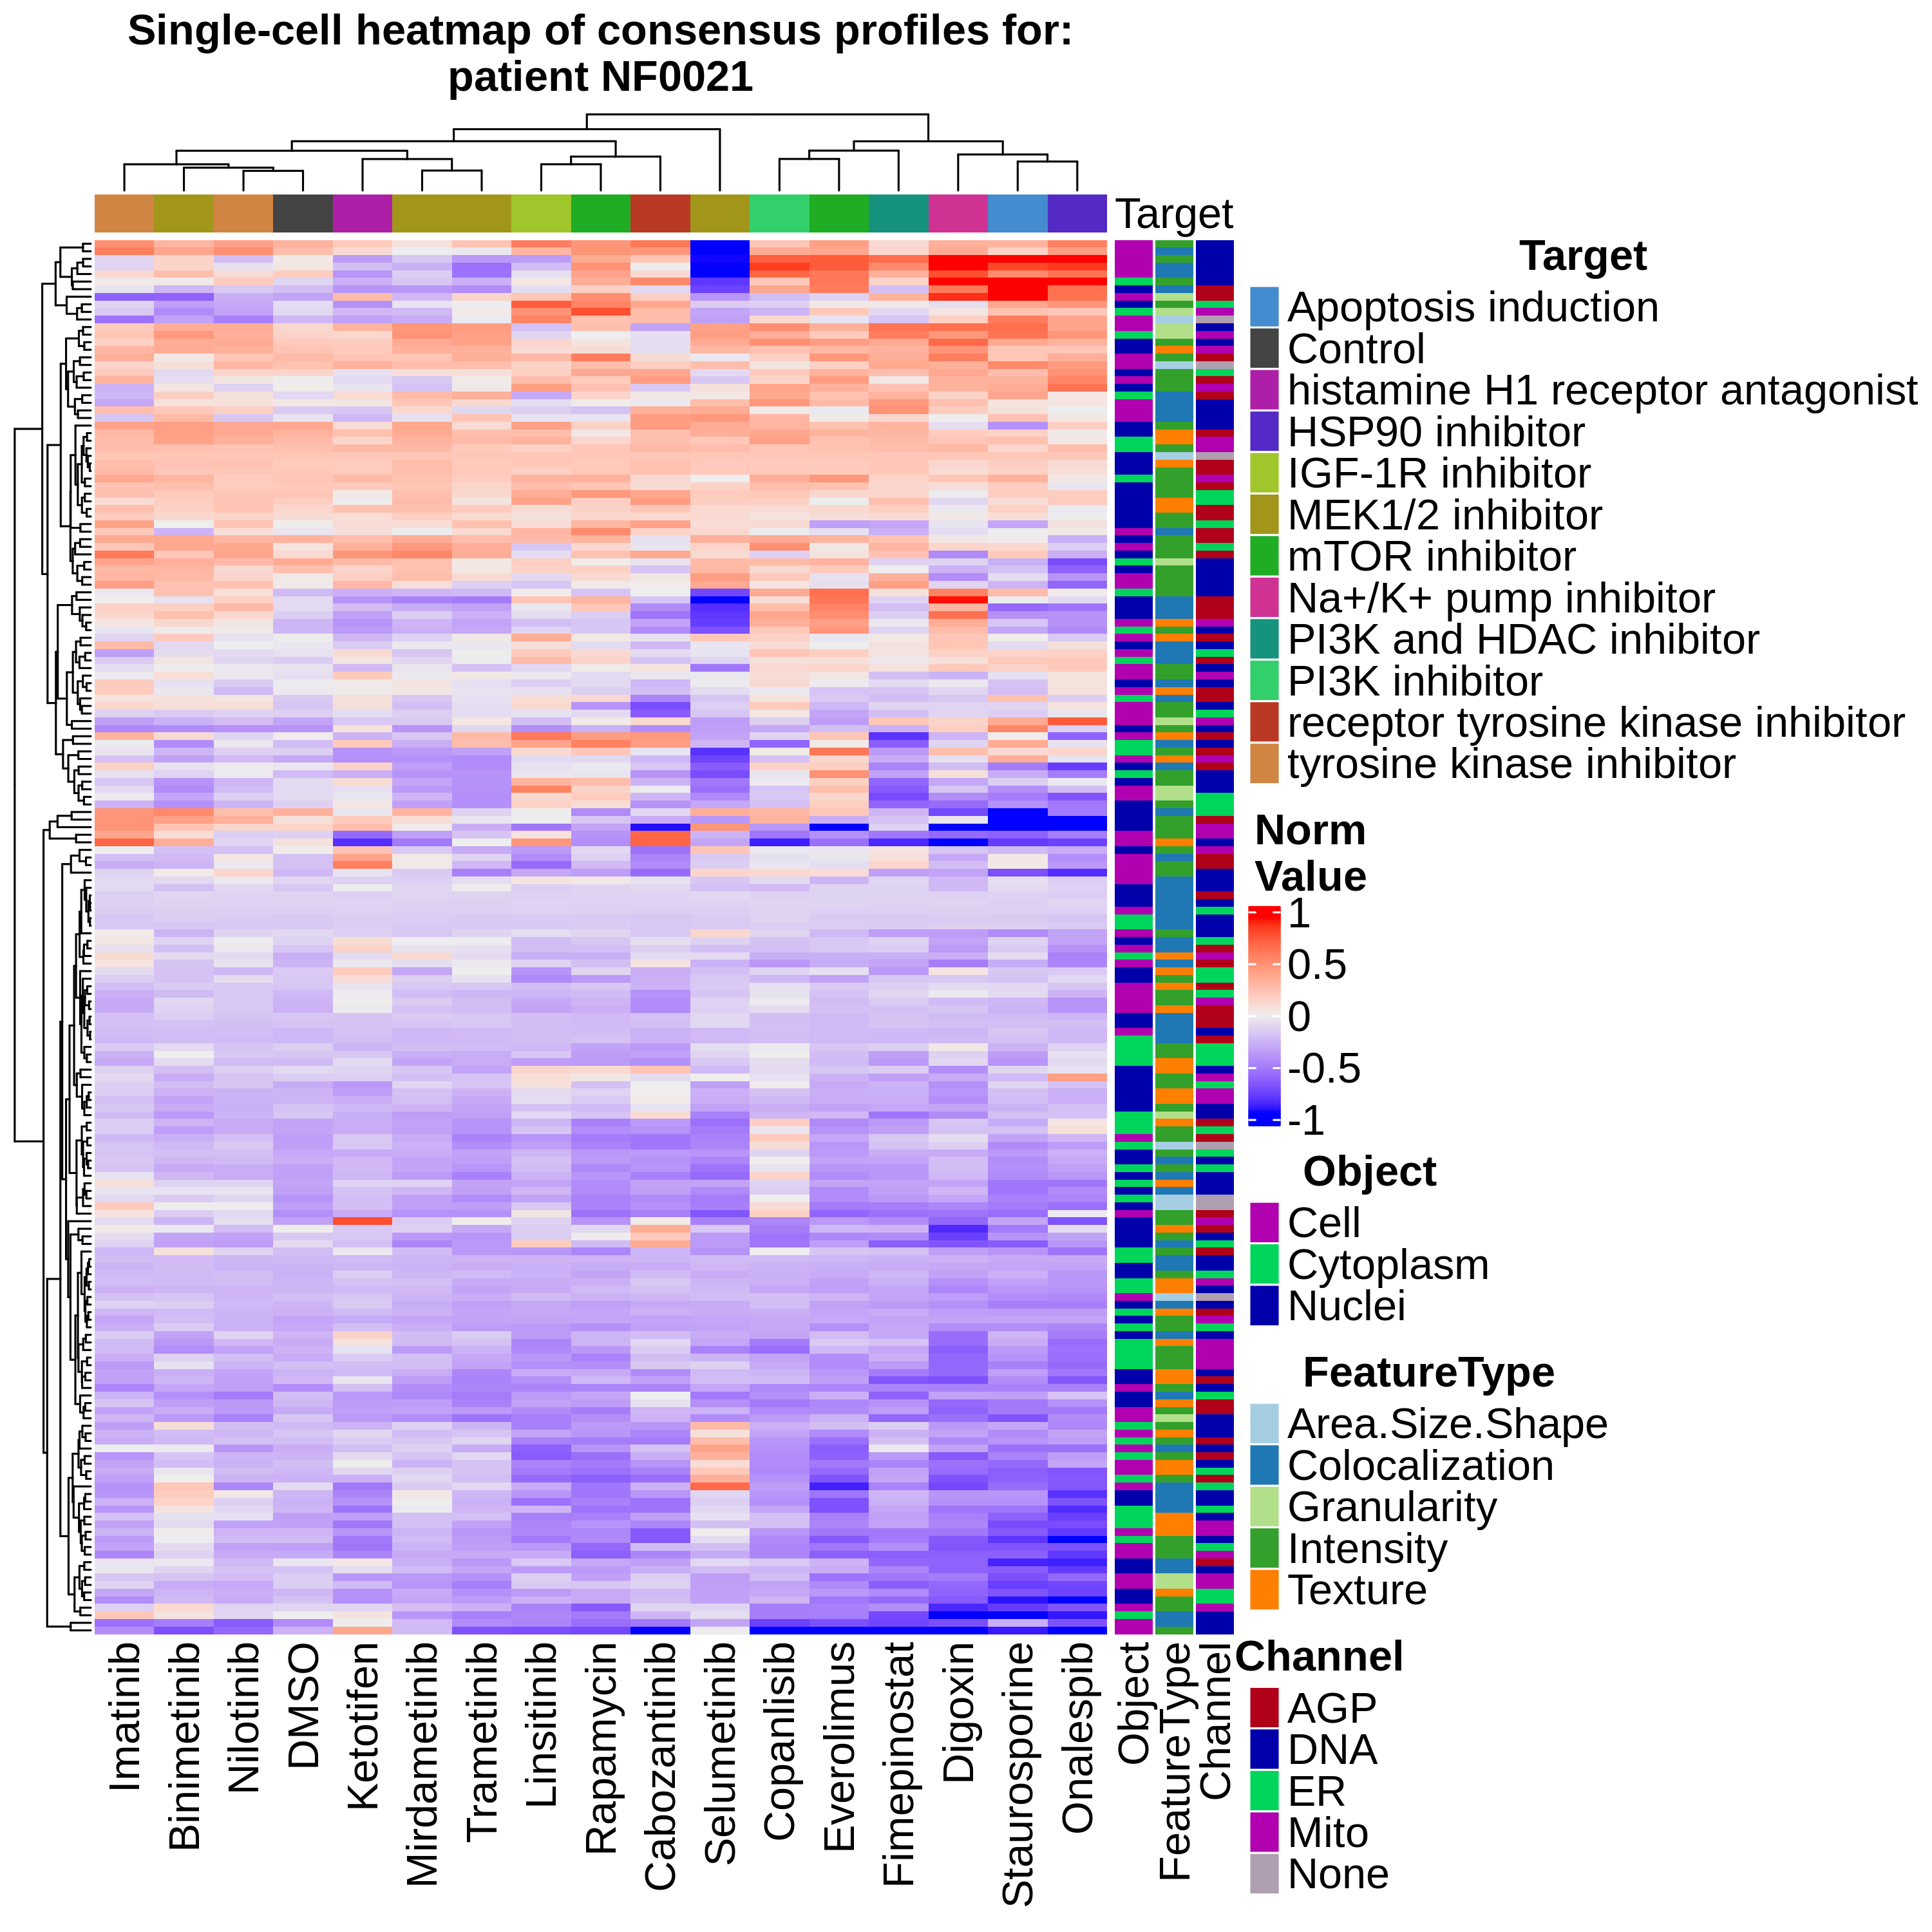 Single-cell heatmap of consensus profiles for:
patient NF0021
Target
Target
Apoptosis induction
Control
histamine H1 receptor antagonist
HSP90 inhibitor
IGF-1R inhibitor
MEK1/2 inhibitor
mTOR inhibitor
Na+/K+ pump inhibitor
PI3K and HDAC inhibitor
PI3K inhibitor
receptor tyrosine kinase inhibitor
tyrosine kinase inhibitor
Norm
Value
1
0.5
0
-0.5
-1
Object
Cell
Cytoplasm
Nuclei
FeatureType
Area.Size.Shape
Colocalization
Granularity
Intensity
Texture
Channel
AGP
DNA
ER
Mito
None
Imatinib
Binimetinib
Nilotinib
DMSO
Ketotifen
Mirdametinib
Trametinib
Linsitinib
Rapamycin
Cabozantinib
Selumetinib
Copanlisib
Everolimus
Fimepinostat
Digoxin
Staurosporine
Onalespib
Object
FeatureType
Channel